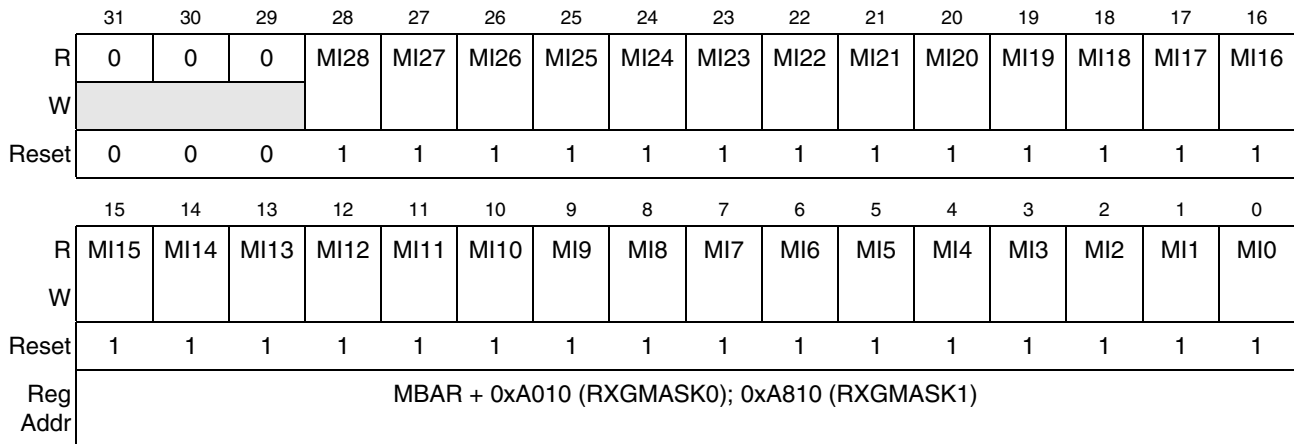 31 30 29 28 27 26 25 24 23 22 21 20 19 18 17 16
R 0 0 0 MI28 MI27 MI26 MI25 MI24 MI23 MI22 MI21 MI20 MI19 MI18 MI17 MI16
W
Reset 0 0 0 1 1 1 1 1 1 1 1 1 1 1 1 1
15 14 13 12 11 10 9 8 7 6 5 4 3 2 1 0
R MI15 MI14 MI13 MI12 MI11 MI10 MI9 MI8 MI7 MI6 MI5 MI4 MI3 MI2 MI1 MI0
W
Reset 1 1 1 1 1 1 1 1 1 1 1 1 1 1 1 1
Reg MBAR + 0xA010 (RXGMASK0); 0xA810 (RXGMASK1)
Addr